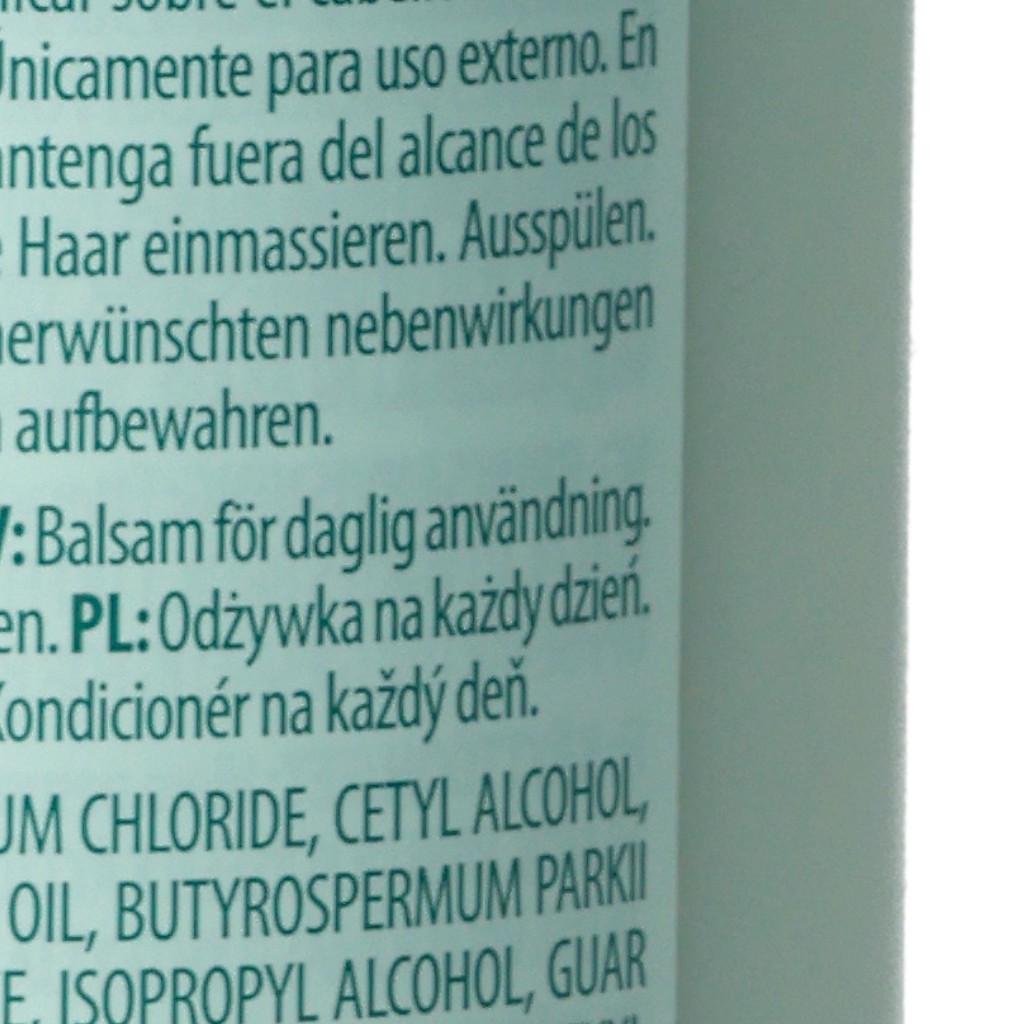 sobre el
Únicamente para uso externo. En
fuera del alcance de los
Haar einmassieren. Ausspülen.
nebenwirkungen
aufbewahren.
Balsam för daglig användning.
en. PL: Odżywka na każdy dzień.
Kondicionér na každý deň.
UM CHLORIDE, CETYL ALCOHOL,
OIL, BUTYROSPERMUM PARKII
E, ISOPROPYL ALCOHOL, GUAR